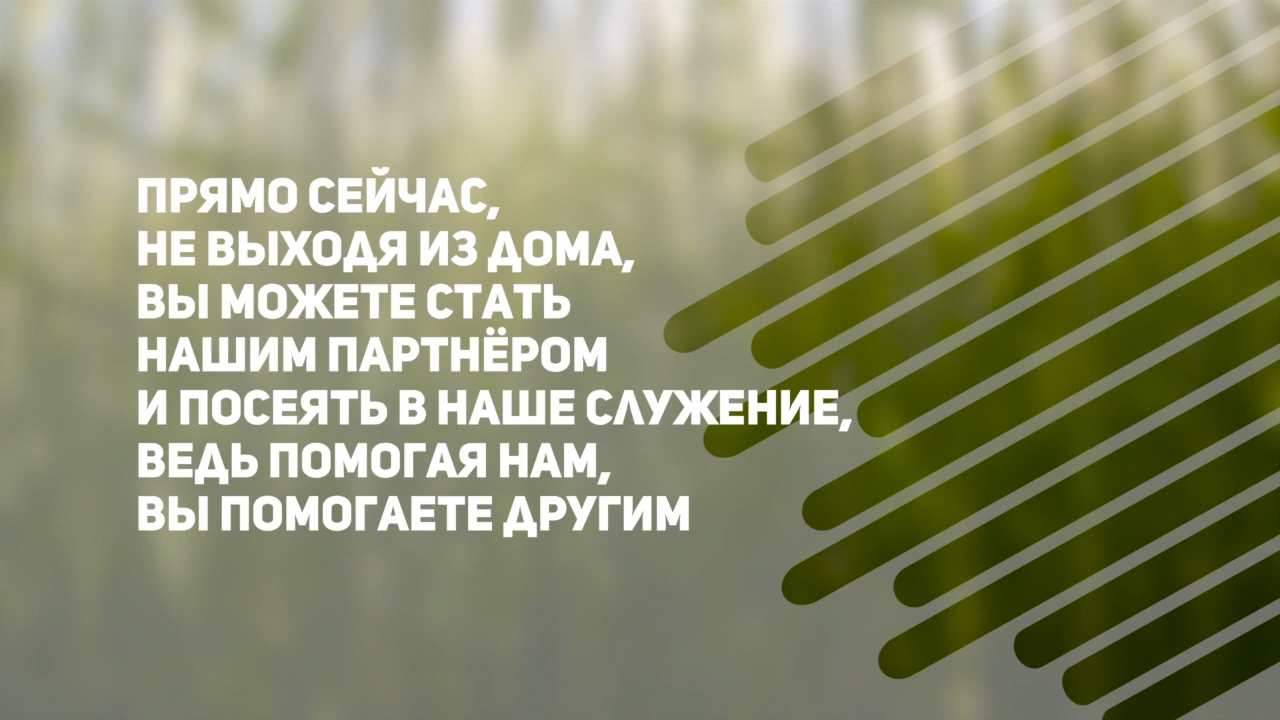 ПРЯМО СЕЙЧАС,
НЕ ВЫХОДЯ ИЗ ДОМА,
ВЫ МОЖЕТЕ СТАТЬ
НАШИМ ПАРТНЁРОМ
И ПОСЕЯТЬ В НАШЕ СЛУЖЕНИЕ,
ВЕДЬ ПОМОГАЯ НАМ,
ВЫ ПОМОГАЕТЕ ДРУГИМ